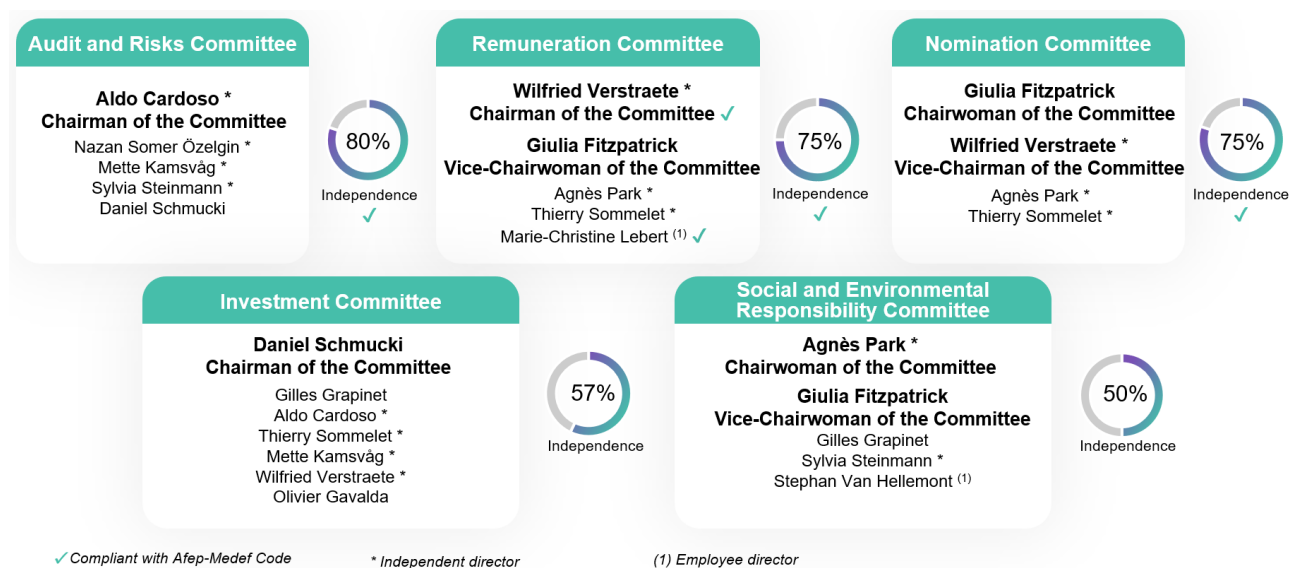 Audit and Risks Committee
Aldo Cardoso *
Chairman of the Committee
Nazan Somer Özelgin *
Mette Kamsvåg *
Sylvia Steinmann *
Daniel Schmucki
80%
Independence
✓
Remuneration Committee
Wilfried Verstraete *
Chairman of the Committee ✓
Giulia Fitzpatrick
Vice-Chairwoman of the Committee
Agnès Park *
Thierry Sommelet *
Marie-Christine Lebert (1) ✓
75%
Independence
✓
Nomination Committee
Giulia Fitzpatrick
Chairwoman of the Committee
Wilfried Verstraete *
Vice-Chairman of the Committee
Agnès Park *
Thierry Sommelet *
75%
Independence
✓
Investment Committee
Daniel Schmucki
Chairman of the Committee
Gilles Grapinet
Aldo Cardoso *
Thierry Sommelet *
Mette Kamsvåg *
Wilfried Verstraete *
Olivier Gavalda
57%
Independence
Social and Environmental
Responsibility Committee
Agnès Park *
Chairwoman of the Committee
Giulia Fitzpatrick
Vice-Chairwoman of the Committee
Gilles Grapinet
Sylvia Steinmann *
Stephan Van Hellemont (1)
50%
Independence
✓ Compliant with Afep-Medef Code
* Independent director
(1) Employee director